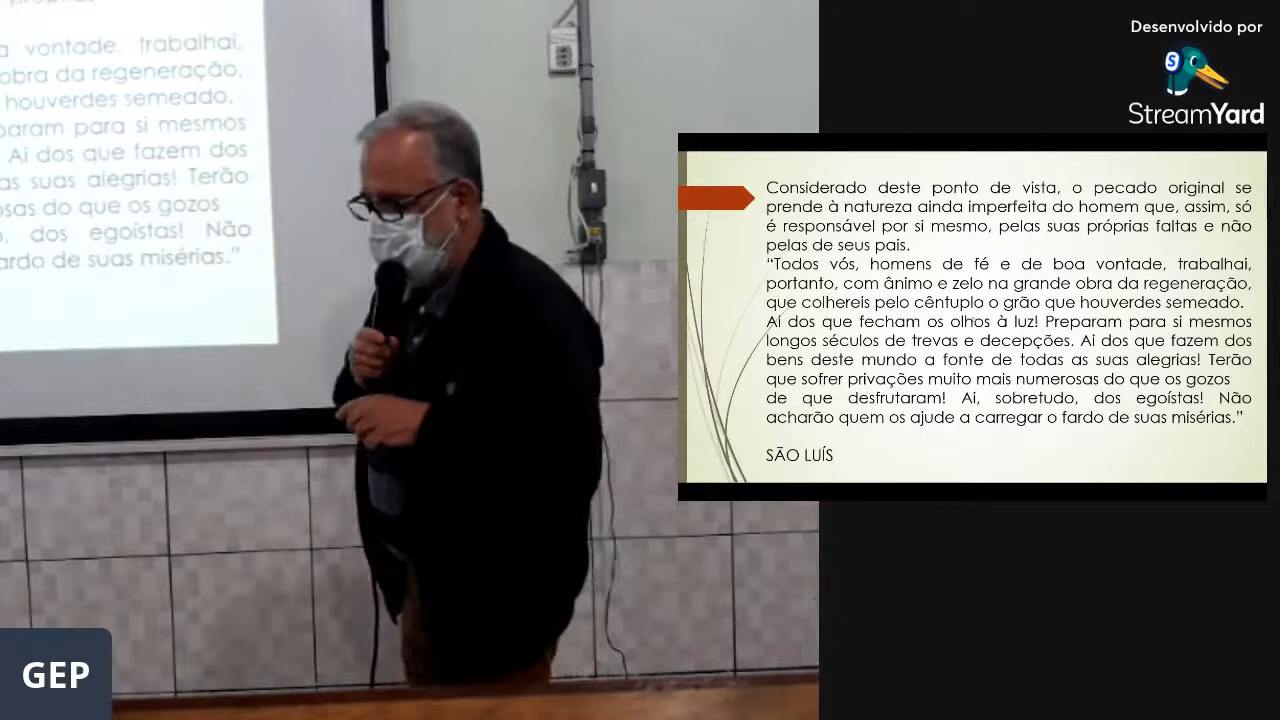 a vontade, trabalhai,
obra da regeneração,
houverdes semeado.
param para si mesmos
Ai dos que fazem dos
as suas alegrias! Terão
osas do que os gozos
o, dos egoístas! Não
ardo de suas misérias.”
Desenvolvido por
StreamYard
Considerado deste ponto de vista, o pecado original se
prende à natureza ainda imperfeita do homem que, assim, só
é responsável por si mesmo, pelas suas próprias faltas e não
pelas de seus pais.
“Todos vós, homens de fé e de boa vontade, trabalhai,
portanto, com ânimo e zelo na grande obra da regeneração,
que colhereis pelo cêntuplo o grão que houverdes semeado.
Ai dos que fecham os olhos à luz! Preparam para si mesmos
longos séculos de trevas e decepções. Ai dos que fazem dos
bens deste mundo a fonte de todas as suas alegrias! Terão
que sofrer privações muito mais numerosas do que os gozos
de que desfrutaram! Ai, sobretudo, dos egoístas! Não
acharão quem os ajude a carregar o fardo de suas misérias.”
SÃO LUÍS
GEP